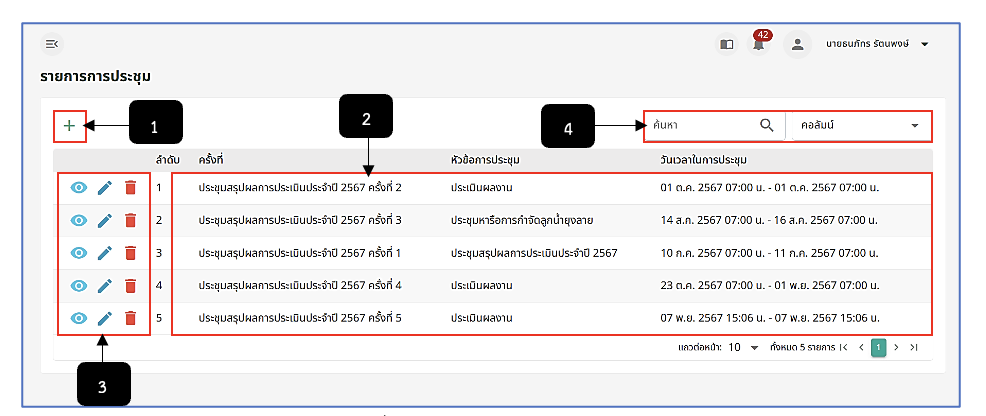 42
นายธนภัทร รัตนพงษ์
รายการการประชุม
+ 1 2 4 ค้นหา คอลัมน์
ลำดับ ครั้งที่ หัวข้อการประชุม วันเวลาในการประชุม
1 ประชุมสรุปผลการประเมินประจำปี 2567 ครั้งที่ 2 ประเมินผลงาน 01 ต.ค. 2567 07:00 น. - 01 ต.ค. 2567 07:00 น.
2 ประชุมสรุปผลการประเมินประจำปี 2567 ครั้งที่ 3 ประชุมหารือการกำจัดลูกน้ำยุงลาย 14 ส.ค. 2567 07:00 น. - 16 ส.ค. 2567 07:00 น.
3 ประชุมสรุปผลการประเมินประจำปี 2567 ครั้งที่ 1 ประชุมสรุปผลการประเมินประจำปี 2567 10 ก.ค. 2567 07:00 น. - 11 ก.ค. 2567 07:00 น.
4 ประชุมสรุปผลการประเมินประจำปี 2567 ครั้งที่ 4 ประเมินผลงาน 23 ต.ค. 2567 07:00 น. - 01 พ.ย. 2567 07:00 น.
5 ประชุมสรุปผลการประเมินประจำปี 2567 ครั้งที่ 5 ประเมินผลงาน 07 พ.ย. 2567 15:06 น. - 07 พ.ย. 2567 15:06 น.
แถวต่อหน้า: 10 ทั้งหมด 5 รายการ 1
3